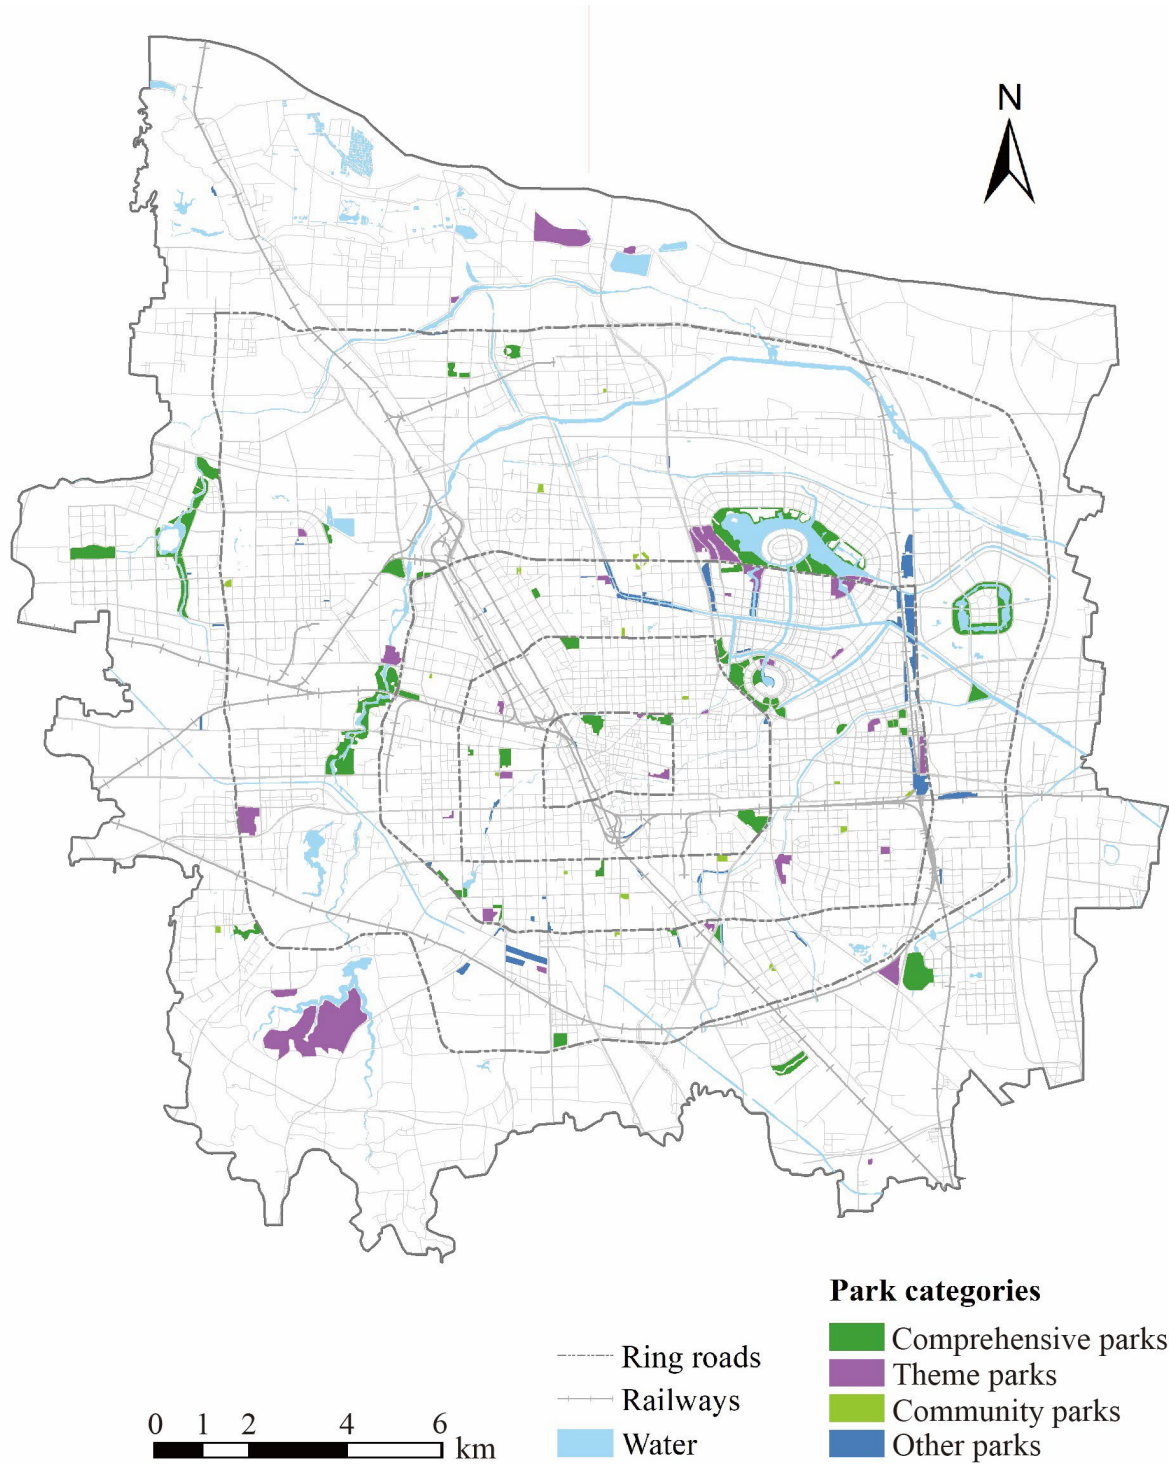 N
Park categories
Comprehensive parks
Theme parks
Community parks
Other parks
Ring roads
Railways
Water
0 1 2 4 6
km